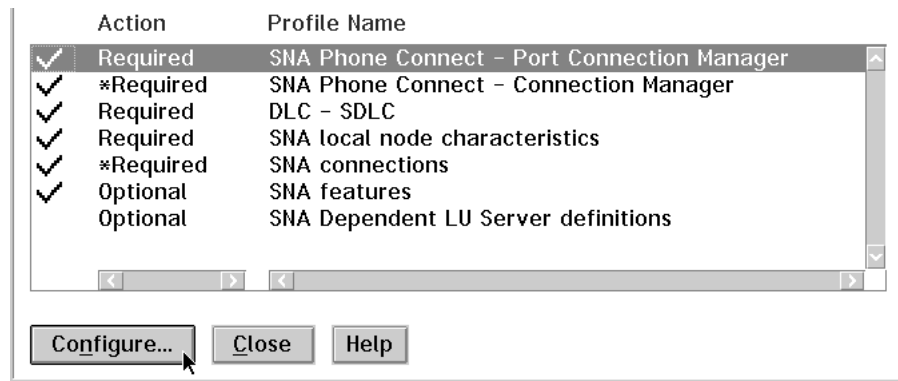 Action Profile Name
Required SNA Phone Connect - Port Connection Manager
*Required SNA Phone Connect - Connection Manager
Required DLC - SDLC
Required SNA local node characteristics
*Required SNA connections
Optional SNA features
Optional SNA Dependent LU Server definitions
Configure... Close Help